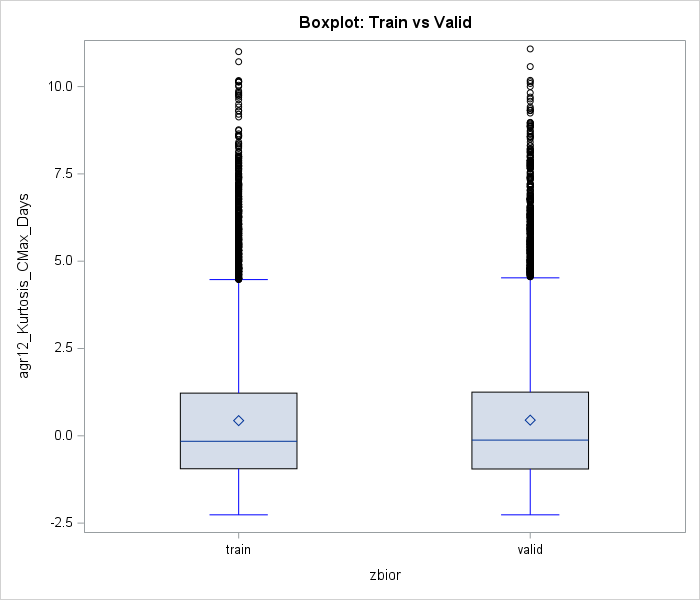 Boxplot: Train vs Valid
agr12_Kurtosis_CMax_Days
10.0
7.5
5.0
2.5
0.0
-2.5
train valid
zbior